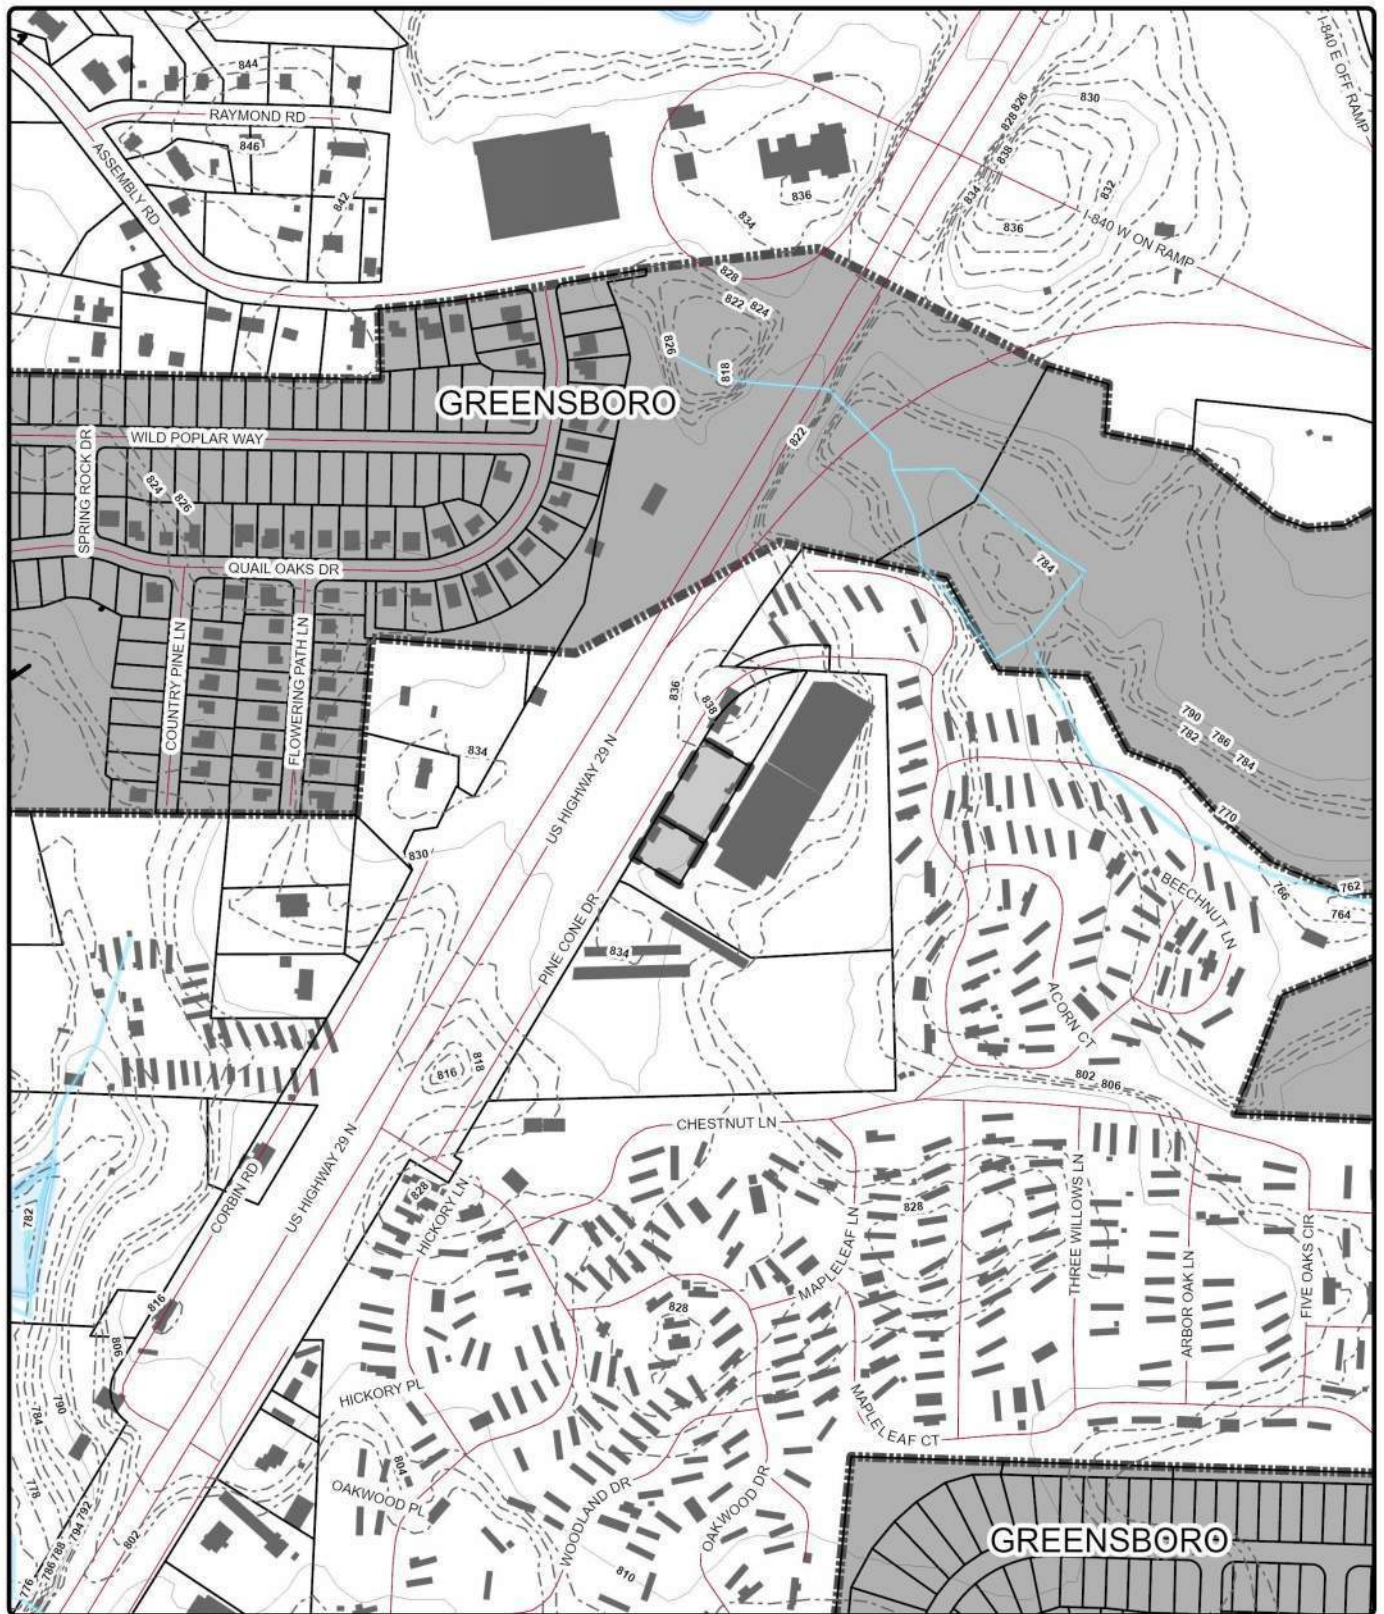 844
I-840 E OFF RAMP
830
828 826
RAYMOND RD
846
838
ASSEMBLY RD
842
836
834
834
832
836
I-840 W ON RAMP
828
822 824
826
818
GREENSBORO
822
WILD POPLAR WAY
SPRING ROCK DR
824
826
QUAIL OAKS DR
784
COUNTRY PINE LN
FLOWERING PATH LN
836
838
790
782
786
784
834
US HIGHWAY 29 N
770
830
BEECHNUT LN
766
762
764
PINE CONE DR
834
ACORN CT
816
818
802 806
CHESTNUT LN
CORBIN RD
US HIGHWAY 29 N
828
HICKORY LN
782
828
THREE WILLOWS LN
MAPLELEAF LN
ARBOR OAK LN
FIVE OAKS CIR
816
828
806
HICKORY PL
790
784
MAPLELEAF CT
804
778
OAKWOOD PL
WOODLAND DR
OAKWOOD DR
792
794
788
786
776
802
810
GREENSBORO